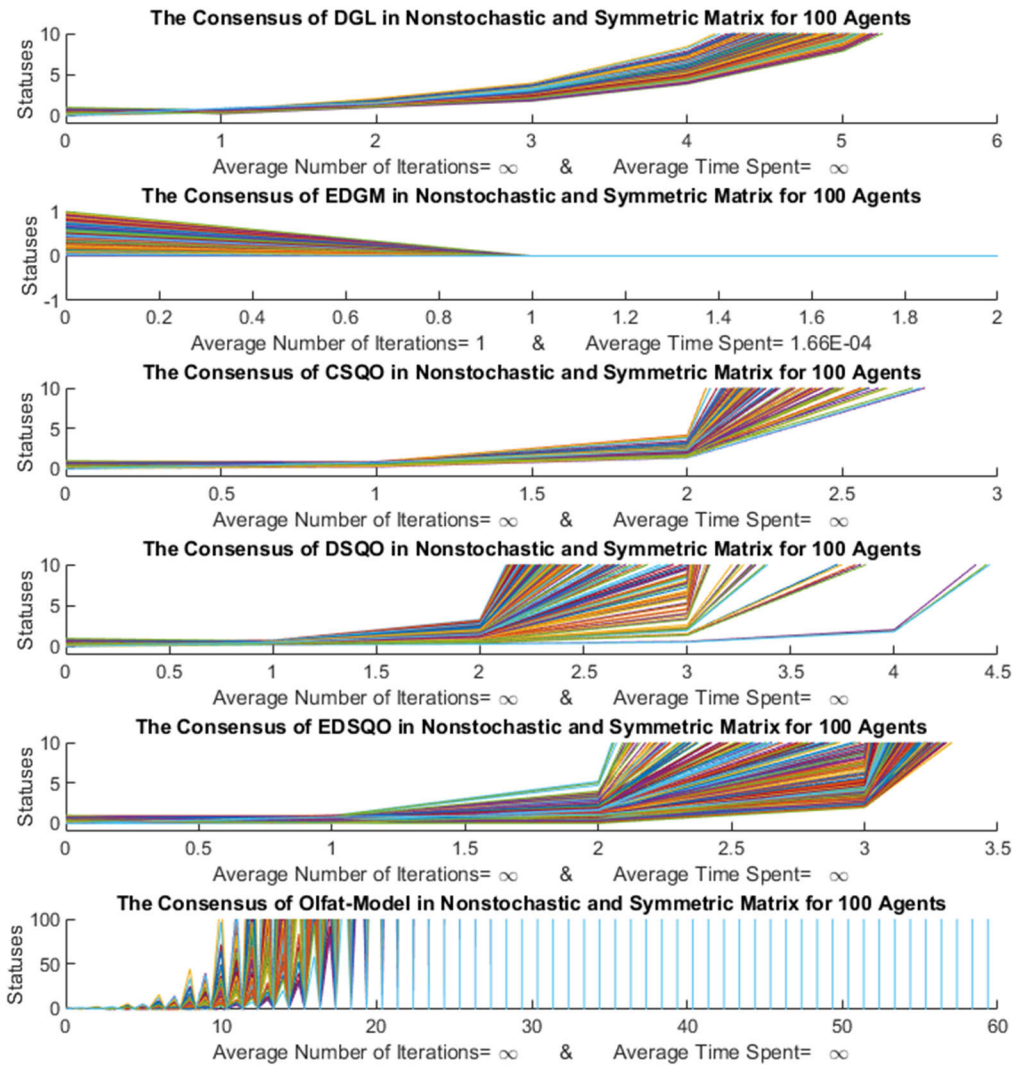 The Consensus of DGL in Nonstochastic and Symmetric Matrix for 100 Agents
10
5
0
Statuses
0 1 2 3 4 5 6
Average Number of Iterations= ∞ & Average Time Spent= ∞
The Consensus of EDGM in Nonstochastic and Symmetric Matrix for 100 Agents
1
0
-1
Statuses
0 0.2 0.4 0.6 0.8 1 1.2 1.4 1.6 1.8 2
Average Number of Iterations= 1 & Average Time Spent= 1.66E-04
The Consensus of CSQO in Nonstochastic and Symmetric Matrix for 100 Agents
10
5
0
Statuses
0 0.5 1 1.5 2 2.5 3
Average Number of Iterations= ∞ & Average Time Spent= ∞
The Consensus of DSQO in Nonstochastic and Symmetric Matrix for 100 Agents
10
5
0
Statuses
0 0.5 1 1.5 2 2.5 3 3.5 4 4.5
Average Number of Iterations= ∞ & Average Time Spent= ∞
The Consensus of EDSQO in Nonstochastic and Symmetric Matrix for 100 Agents
10
5
0
Statuses
0 0.5 1 1.5 2 2.5 3 3.5
Average Number of Iterations= ∞ & Average Time Spent= ∞
The Consensus of Olfat-Model in Nonstochastic and Symmetric Matrix for 100 Agents
100
50
0
Statuses
0 10 20 30 40 50 60
Average Number of Iterations= ∞ & Average Time Spent= ∞